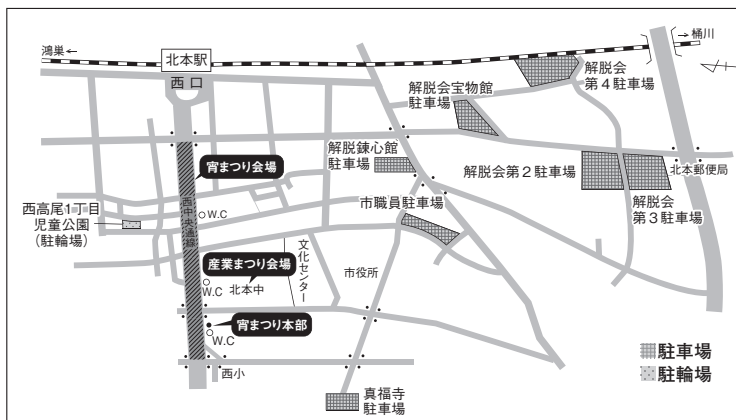 鴻巣←
北本駅
西 口
→桶川
解脱会宝物館
駐車場
解脱会
第4駐車場
解脱錬心館
駐車場
宵まつり会場
解脱会第2駐車場
北本郵便局
解脱会
第3駐車場
市職員駐車場
西高尾1丁目
児童公園
(駐輪場)
西中央通線
W.C
産業まつり会場
文化センター
市役所
W.C
北本中
宵まつり本部
W.C
西小
真福寺
駐車場
駐車場
駐輪場